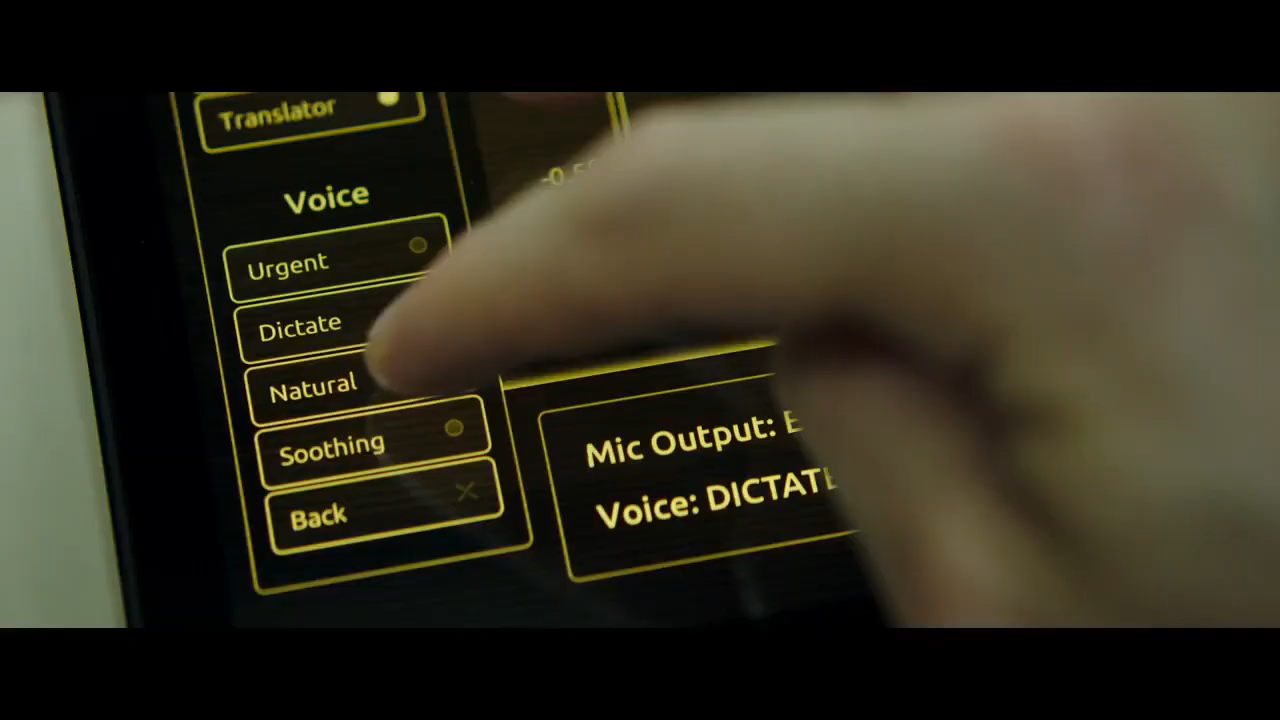 Translator
Voice
Urgent
Dictate
Natural
Soothing
Back
Mic Output:
Voice: DICTATE